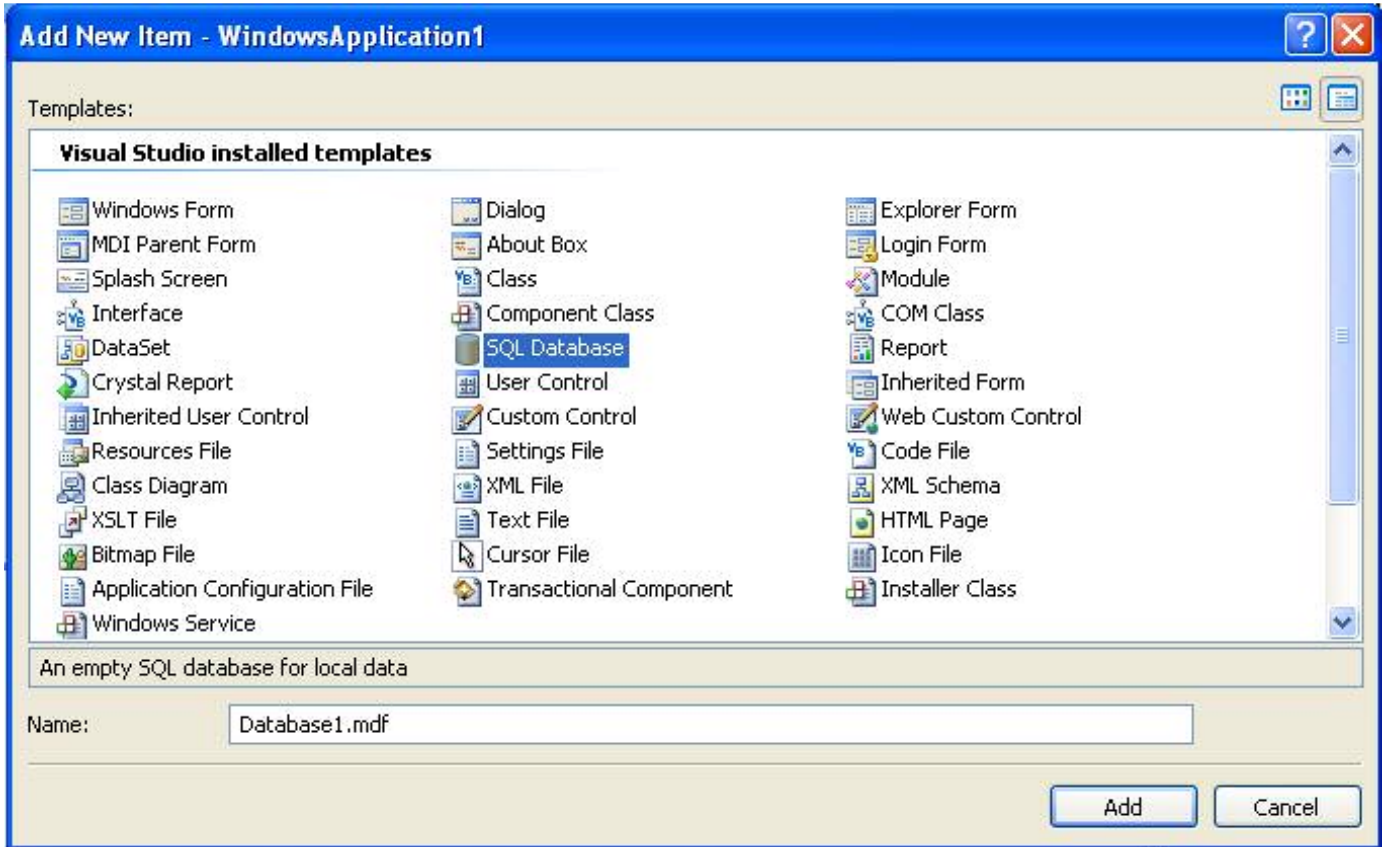 Add New Item - WindowsApplication1
Templates:
Visual Studio installed templates
Windows Form Dialog Explorer Form
MDI Parent Form About Box Login Form
Splash Screen Class Module
Interface Component Class COM Class
DataSet SQL Database Report
Crystal Report User Control Inherited Form
Inherited User Control Custom Control Web Custom Control
Resources File Settings File Code File
Class Diagram XML File XML Schema
XSLT File Text File HTML Page
Bitmap File Cursor File Icon File
Application Configuration File Transactional Component Installer Class
Windows Service
An empty SQL database for local data
Name: Database1.mdf
Add Cancel